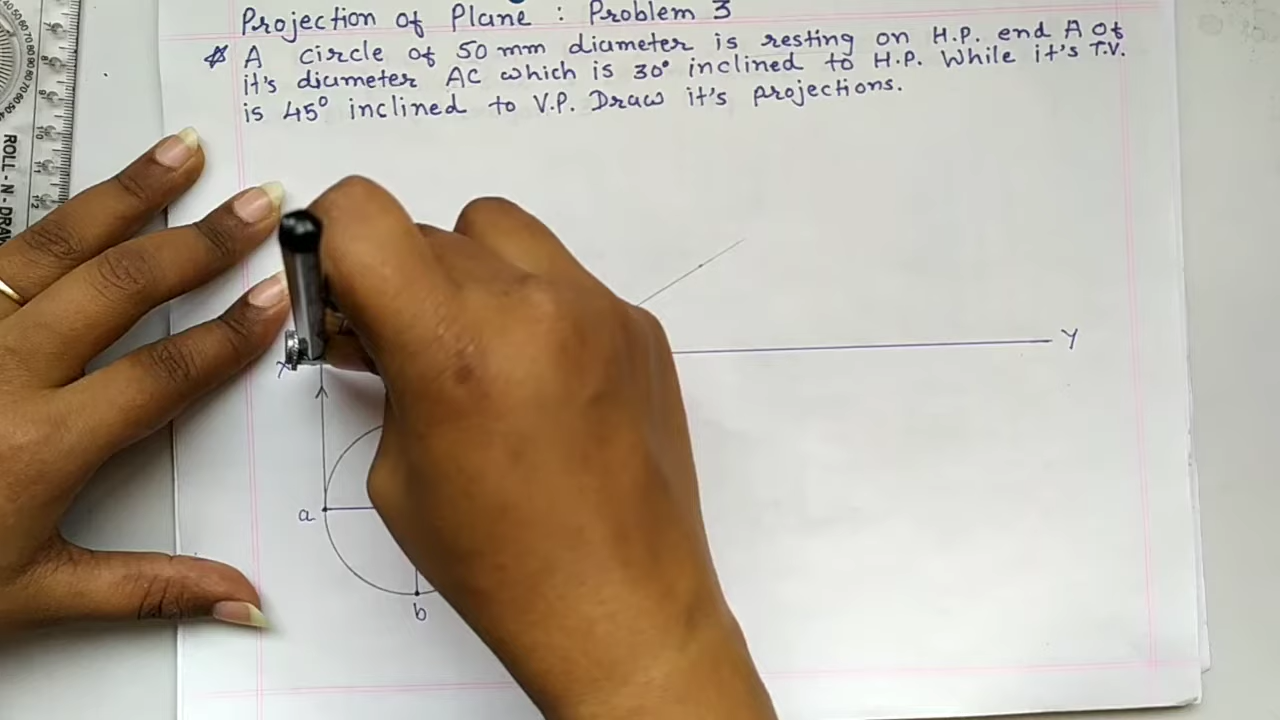 Projection of Plane : Problem 3
A circle of 50 mm diameter is resting on H.P. end A of
it's diameter AC which is 30° inclined to H.P. While it's T.V.
is 45° inclined to V.P. Draw it's projections.
X
Y
a
b
ROLL - N - DRAW